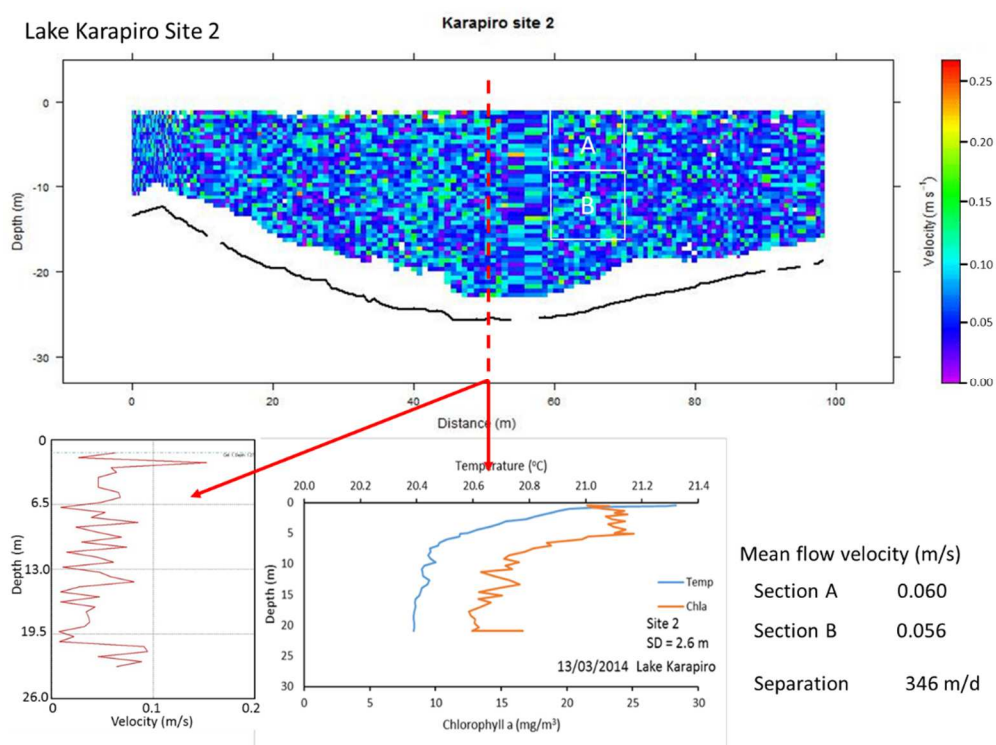 Lake Karapiro Site 2
Karapiro site 2
0
-10
-20
-30
Depth (m)
A
B
0
20
40
60
80
100
Distance (m)
0.25
0.20
0.15
0.10
0.05
0.00
Velocity (m s⁻¹)
0
6.5
13.0
19.5
26.0
Depth (m)
0.1
0.2
Velocity (m/s)
Temperature (⁰C)
20.0
20.2
20.4
20.6
20.8
21.0
21.2
21.4
0
5
10
15
20
25
30
Depth (m)
Temp
Chla
Site 2
SD = 2.6 m
13/03/2014 Lake Karapiro
0
5
10
15
20
25
30
Chlorophyll a (mg/m³)
Mean flow velocity (m/s)
Section A 0.060
Section B 0.056
Separation 346 m/d